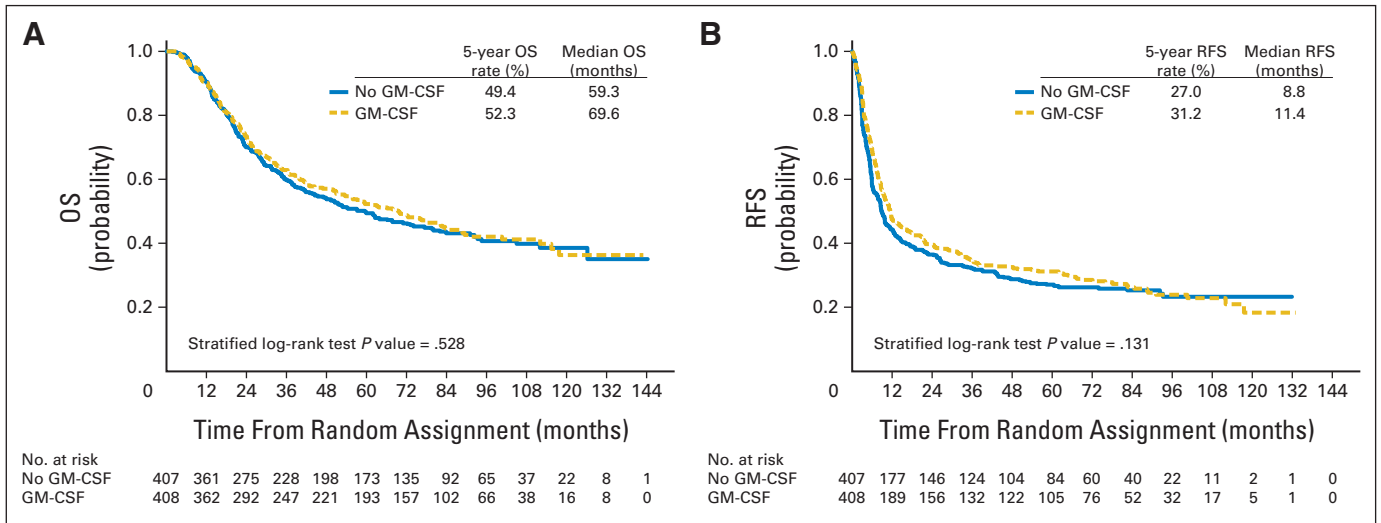 A
5-year OS Median OS
rate (%) (months)
No GM-CSF 49.4 59.3
GM-CSF 52.3 69.6
1.0
0.8
0.6
0.4
0.2
OS
(probability)
Stratified log-rank test P value = .528
0 12 24 36 48 60 72 84 96 108 120 132 144
Time From Random Assignment (months)
No. at risk
No GM-CSF 407 361 275 228 198 173 135 92 65 37 22 8 1
GM-CSF 408 362 292 247 221 193 157 102 66 38 16 8 0
B
5-year RFS Median RFS
rate (%) (months)
No GM-CSF 27.0 8.8
GM-CSF 31.2 11.4
1.0
0.8
0.6
0.4
0.2
RFS
(probability)
Stratified log-rank test P value = .131
0 12 24 36 48 60 72 84 96 108 120 132 144
Time From Random Assignment (months)
No. at risk
No GM-CSF 407 177 146 124 104 84 60 40 22 11 2 1 0
GM-CSF 408 189 156 132 122 105 76 52 32 17 5 1 0